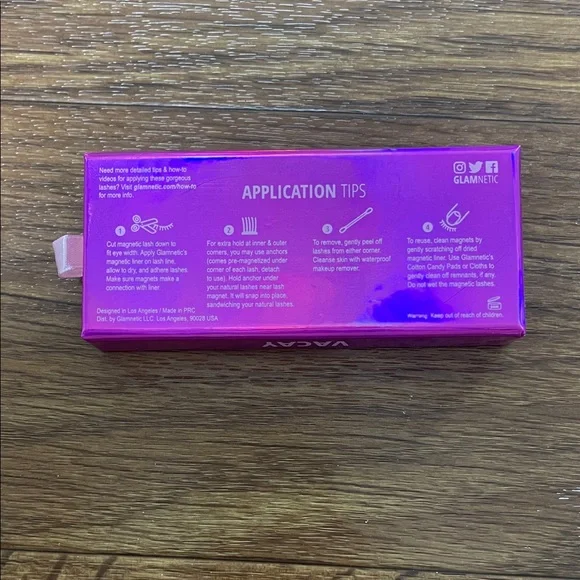 Need more detailed tips & how-to
videos for applying these gorgeous
lashes? Visit glamnetic.com/how-to
for more info.
APPLICATION TIPS
GLAMNETIC
1
Cut magnetic lash down to
fit eye width. Apply Glamnetic's
magnetic liner on lash line,
allow to dry, and adhere lashes.
Make sure magnets make a
connection with liner.
2
For extra hold at inner & outer
corners, you may use anchors
(comes pre-magnetized under
corner of each lash; detach
to use). Hold anchor under
your natural lashes near lash
magnet. It will snap into place,
sandwiching your natural lashes.
3
To remove, gently peel off
lashes from either corner.
Cleanse skin with waterproof
makeup remover.
4
To reuse, clean magnets by
gently scratching off dried
magnetic liner. Use Glamnetic's
Cotton Candy Pads or Cloths to
gently clean off remnants, if any.
Do not wet the magnetic lashes.
Designed in Los Angeles / Made in PRC
Dist. by Glamnetic LLC. Los Angeles, 90028 USA
Warning: Keep out of reach of children.
VACAY